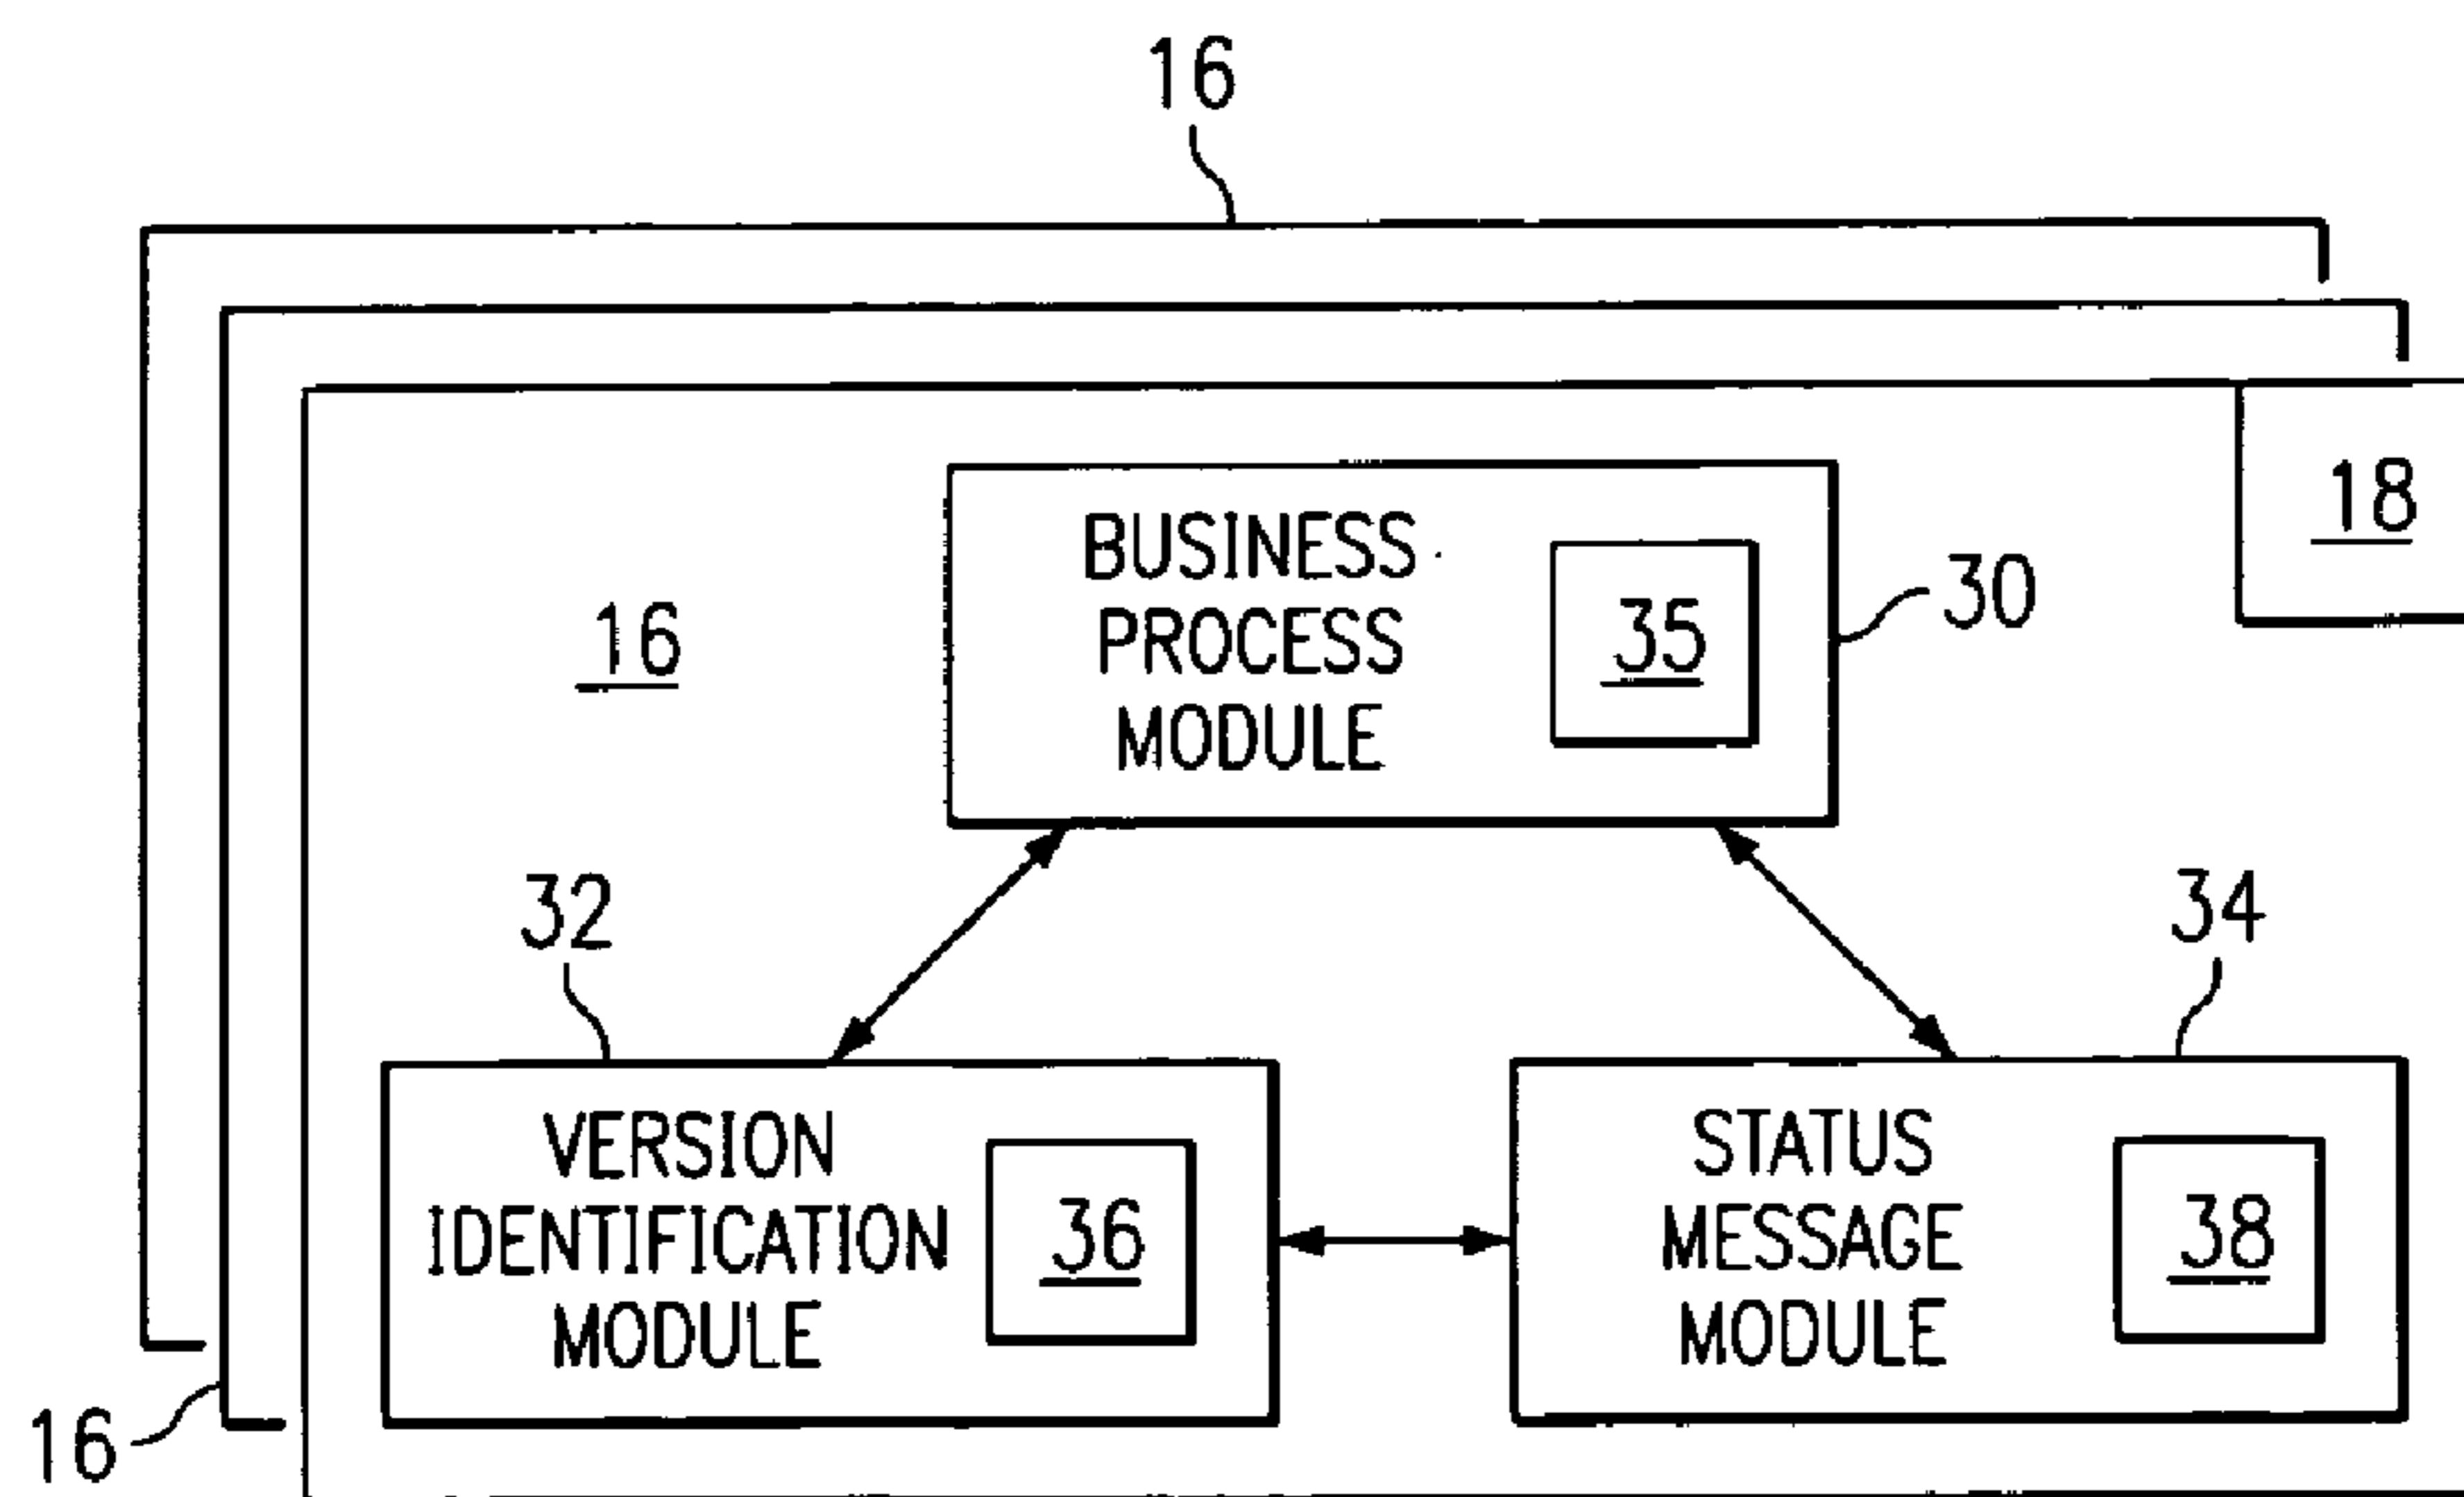 16
18
BUSINESS
PROCESS
MODULE
35
30
16
32
34
VERSION
IDENTIFICATION
MODULE
36
STATUS
MESSAGE
MODULE
38
16